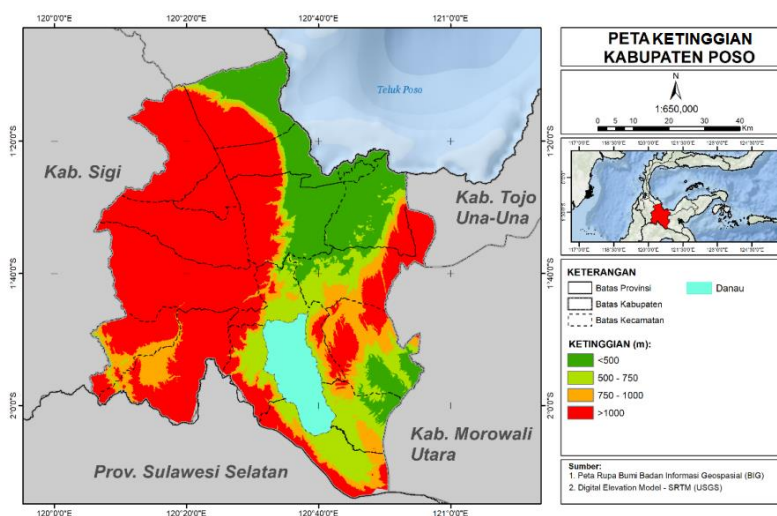 120°0'0"E
120°20'0"E
120°40'0"E
121°0'0"E
Teluk Poso
1°20'0"S
1°40'0"S
2°0'0"S
Kab. Sigi
Kab. Tojo
Una-Una
Kab. Morowali
Utara
Prov. Sulawesi Selatan
120°0'0"E
120°20'0"E
120°40'0"E
121°0'0"E
PETA KETINGGIAN
KABUPATEN POSO
N
1:650,000
0 5 10 20 30 40
Km
KETERANGAN
Batas Provinsi
Batas Kabupaten
Batas Kecamatan
Danau
KETINGGIAN (m):
<500
500 - 750
750 - 1000
>1000
Sumber:
1. Peta Rupa Bumi Badan Informasi Geospasial (BIG)
2. Digital Elevation Model - SRTM (USGS)